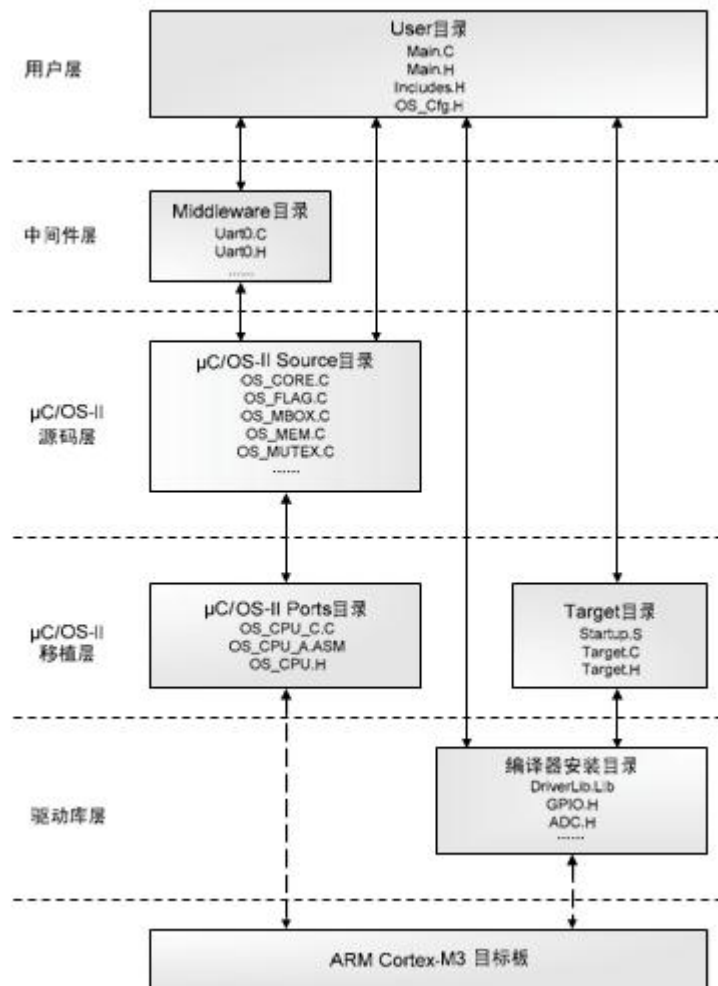 User目录
Main.C
Main.H
Includes.H
OS_Cfg.H
用户层
Middleware目录
Uart0.C
Uart0.H
......
中间件层
μC/OS-II Source目录
OS_CORE.C
OS_FLAG.C
OS_MBOX.C
OS_MEM.C
OS_MUTEX.C
......
μC/OS-II
源码层
μC/OS-II Ports目录
OS_CPU_C.C
OS_CPU_A.ASM
OS_CPU.H
Target目录
Startup.S
Target.C
Target.H
μC/OS-II
移植层
编译器安装目录
DriverLib.Lib
GPIO.H
ADC.H
......
驱动库层
ARM Cortex-M3 目标板